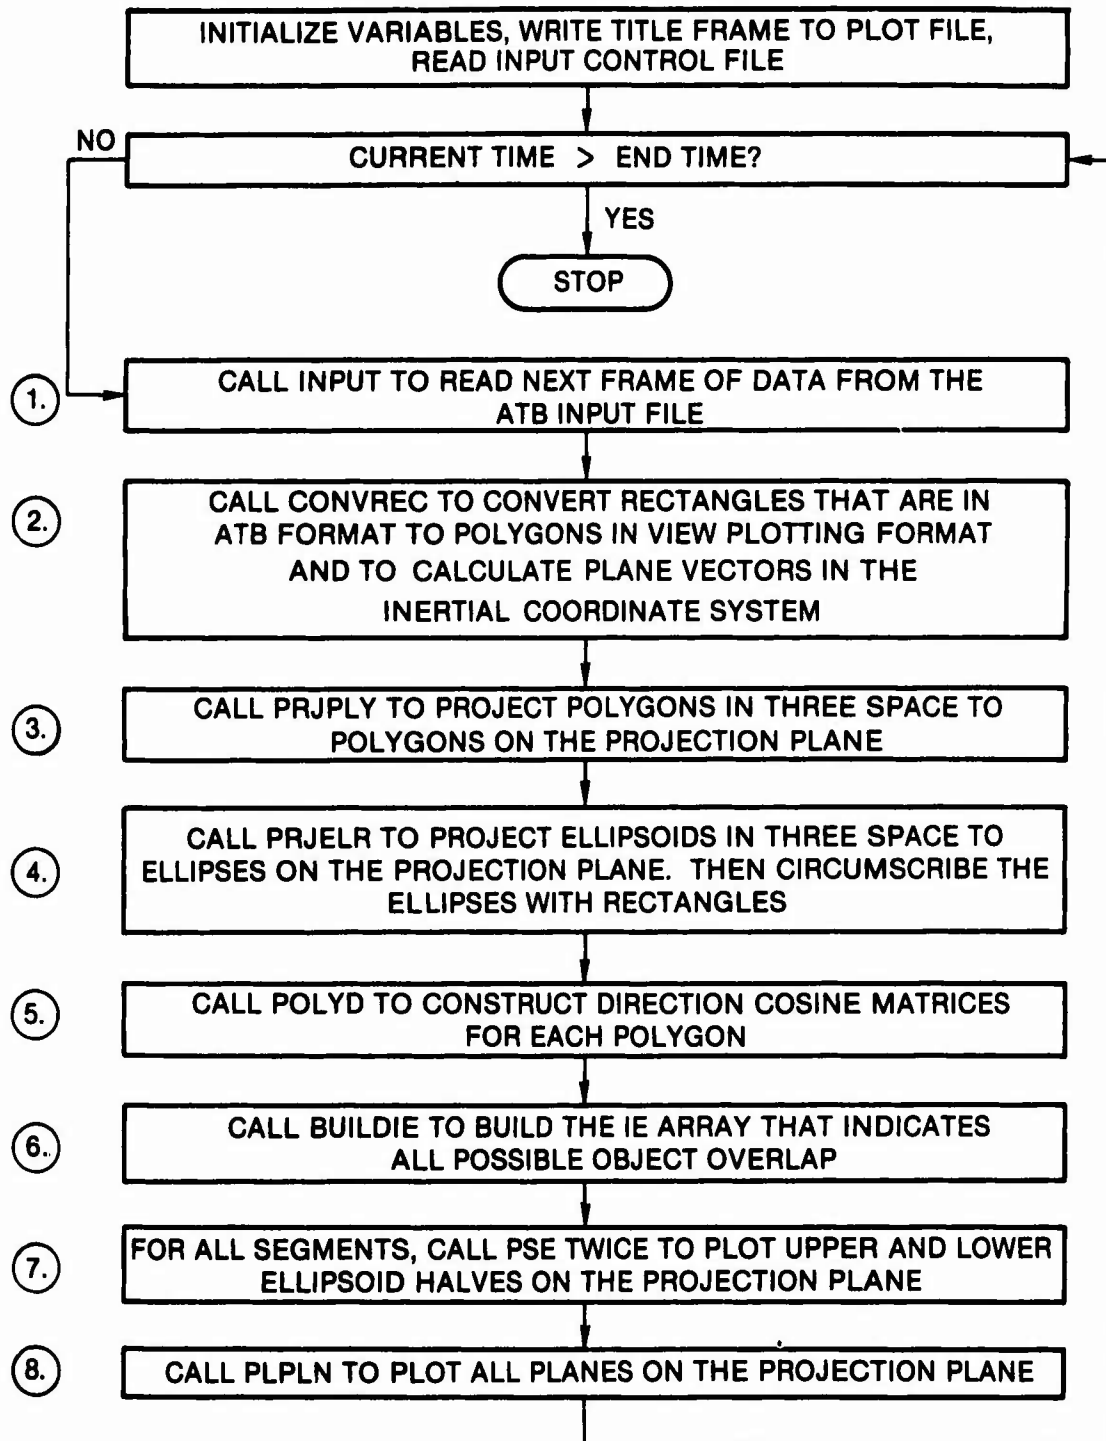 INITIALIZE VARIABLES, WRITE TITLE FRAME TO PLOT FILE,
READ INPUT CONTROL FILE
NO
CURRENT TIME > END TIME?
YES
STOP
1.
CALL INPUT TO READ NEXT FRAME OF DATA FROM THE
ATB INPUT FILE
2.
CALL CONVREC TO CONVERT RECTANGLES THAT ARE IN
ATB FORMAT TO POLYGONS IN VIEW PLOTTING FORMAT
AND TO CALCULATE PLANE VECTORS IN THE
INERTIAL COORDINATE SYSTEM
3.
CALL PRJPLY TO PROJECT POLYGONS IN THREE SPACE TO
POLYGONS ON THE PROJECTION PLANE
4.
CALL PRJELR TO PROJECT ELLIPSOIDS IN THREE SPACE TO
ELLIPSES ON THE PROJECTION PLANE. THEN CIRCUMSCRIBE THE
ELLIPSES WITH RECTANGLES
5.
CALL POLYD TO CONSTRUCT DIRECTION COSINE MATRICES
FOR EACH POLYGON
6.
CALL BUILDIE TO BUILD THE IE ARRAY THAT INDICATES
ALL POSSIBLE OBJECT OVERLAP
7.
FOR ALL SEGMENTS, CALL PSE TWICE TO PLOT UPPER AND LOWER
ELLIPSOID HALVES ON THE PROJECTION PLANE
8.
CALL PLPLN TO PLOT ALL PLANES ON THE PROJECTION PLANE